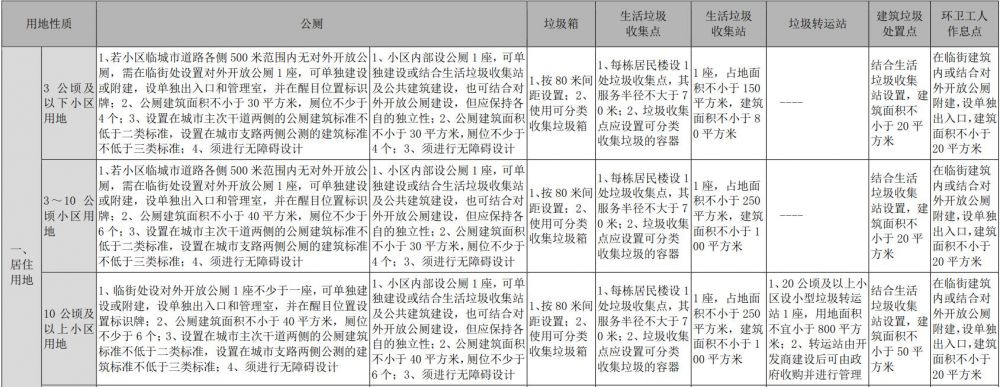 用地性质
公厕
垃圾箱
生活垃圾
收集点
生活垃圾
收集站
垃圾转运站
建筑垃圾
处置点
环卫工人
作息点
一、
居住
用地
3 公顷及
以下小区
用地
1、若小区临城市道路各侧 500 米范围内无对外开放公
厕，需在临街处设置对外开放公厕 1 座，可单独建设
或附建，设单独出入口和管理室，并在醒目位置标识
牌；2、公厕建筑面积不小于 30 平方米，厕位不少于
4 个；3、设置在城市主次干道两侧的公厕建筑标准不
低于二类标准，设置在城市支路两侧公测的建筑标准
不低于三类标准；4、须进行无障碍设计
1、小区内部设公厕 1 座，可单
独建设或结合生活垃圾收集站
及公共建筑建设，也可结合对
外开放公厕建设，但应保持各
自的独立性；2、公厕建筑面积
不小于 30 平方米，厕位不少于
4 个；3、须进行无障碍设计
1、按 80 米间
距设置；2、
使用可分类
收集垃圾箱
1、每栋居民楼设 1
处垃圾收集点，其
服务半径不大于 7
0 米；2、垃圾收集
点应设置可分类
收集垃圾的容器
1 座，占地面
积不小于 150
平方米，建筑
面积不小于 8
0 平方米
----
结合生活
垃圾收集
站设置，建
筑面积不
小于 20 平
方米
在临街建筑
内或结合对
外开放公厕
附建，设单独
出入口，建筑
面积不小于
20 平方米
3～10 公
顷小区用
地
1、若小区临城市道路各侧 500 米范围内无对外开放公
厕，需在临街处设置对外开放公厕 1 座，可单独建设
或附建，设单独出入口和管理室，并在醒目位置标识
牌；2、公厕建筑面积不小于 40 平方米，厕位不少于
6 个；3、设置在城市主次干道两侧的公厕建筑标准不
低于二类标准，设置在城市支路两侧公厕的建筑标准
不低于三类标准；4、须进行无障碍设计
1、小区内部设公厕 1 座，可单
独建设或结合生活垃圾收集站
及公共建筑建设，也可结合对
外开放公厕建设，但应保持各
自的独立性；2、公厕建筑面积
不小于 30 平方米，厕位不少于
4 个；3、须进行无障碍设计
1、按 80 米间
距设置；2、
使用可分类
收集垃圾箱
1、每栋居民楼设 1
处垃圾收集点，其
服务半径不大于 7
0 米；2、垃圾收集
点应设置可分类
收集垃圾的容器
1 座，占地面
积不小于 250
平方米，建筑
面积不小于 1
00 平方米
----
结合生活
垃圾收集
站设置，建
筑面积不
小于 20 平
方米
在临街建筑
内或结合对
外开放公厕
附建，设单独
出入口，建筑
面积不小于
20 平方米
10 公顷及
以上小区
用地
1、临街处设对外开放公厕 1 座不少于一座，可单独建
设或附建，设单独出入口和管理室，并在醒目位置设
置标识牌；2、公厕建筑面积不小于 40 平方米，厕位
不少于 6 个；3、设置在城市主次干道两侧的公厕建筑
标准不低于二类标准，设置在城市支路两侧公测的建
筑标准不低于三类标准；4、须进行无障碍设计
1、小区内部设公厕 1 座，可单
独建设或结合生活垃圾收集站
及公共建筑建设，也可结合对
外开放公厕建设，但应保持各
自的独立性；2、公厕建筑面积
不小于 40 平方米，厕位不少于
6 个；3、须进行无障碍设计
1、按 80 米间
距设置；2、
使用可分类
收集垃圾箱
1、每栋居民楼设 1
处垃圾收集点，其
服务半径不大于 7
0 米；2、垃圾收集
点应设置可分类
收集垃圾的容器
1 座，占地面
积不小于 250
平方米，建筑
面积不小于 1
00 平方米
1、20 公顷及以上小
区设小型垃圾转运
站 1 座，用地面积
不宜小于 800 平方
米；2、转运站由开
发商建设后可由政
府收购并进行管理
结合生活
垃圾收集
站设置，建
筑面积不
小于 50 平
方米
在临街建筑
内或结合对
外开放公厕
附建，设单独
出入口，建筑
面积不小于
20 平方米